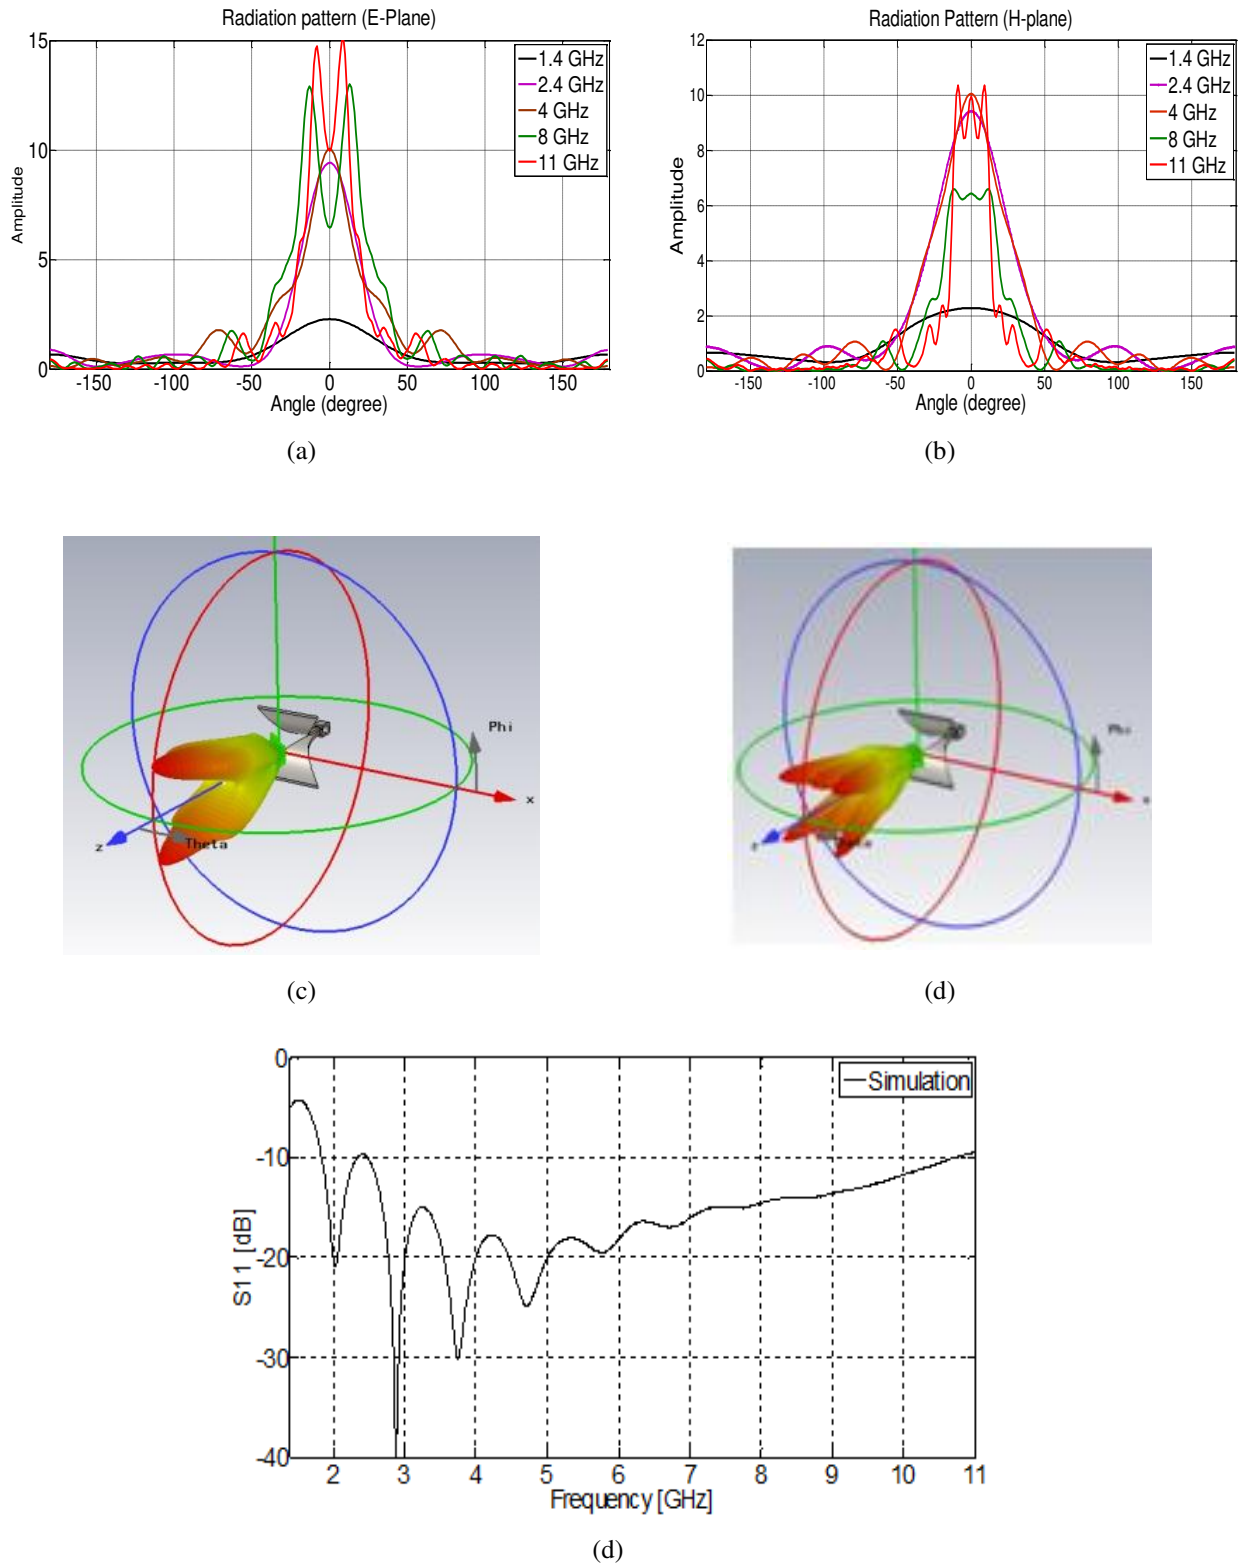 Radiation pattern (E-Plane)
15
10
5
0
Amplitude
1.4 GHz
2.4 GHz
4 GHz
8 GHz
11 GHz
-150 -100 -50 0 50 100 150
Angle (degree)
(a)
Radiation Pattern (H-plane)
12
10
8
6
4
2
0
Amplitude
1.4 GHz
2.4 GHz
4 GHz
8 GHz
11 GHz
-150 -100 -50 0 50 100 150
Angle (degree)
(b)
Phi
x
z
Theta
(c)
Phi
z
(d)
0
-10
-20
-30
-40
S11 [dB]
Simulation
2 3 4 5 6 7 8 9 10 11
Frequency [GHz]
(d)